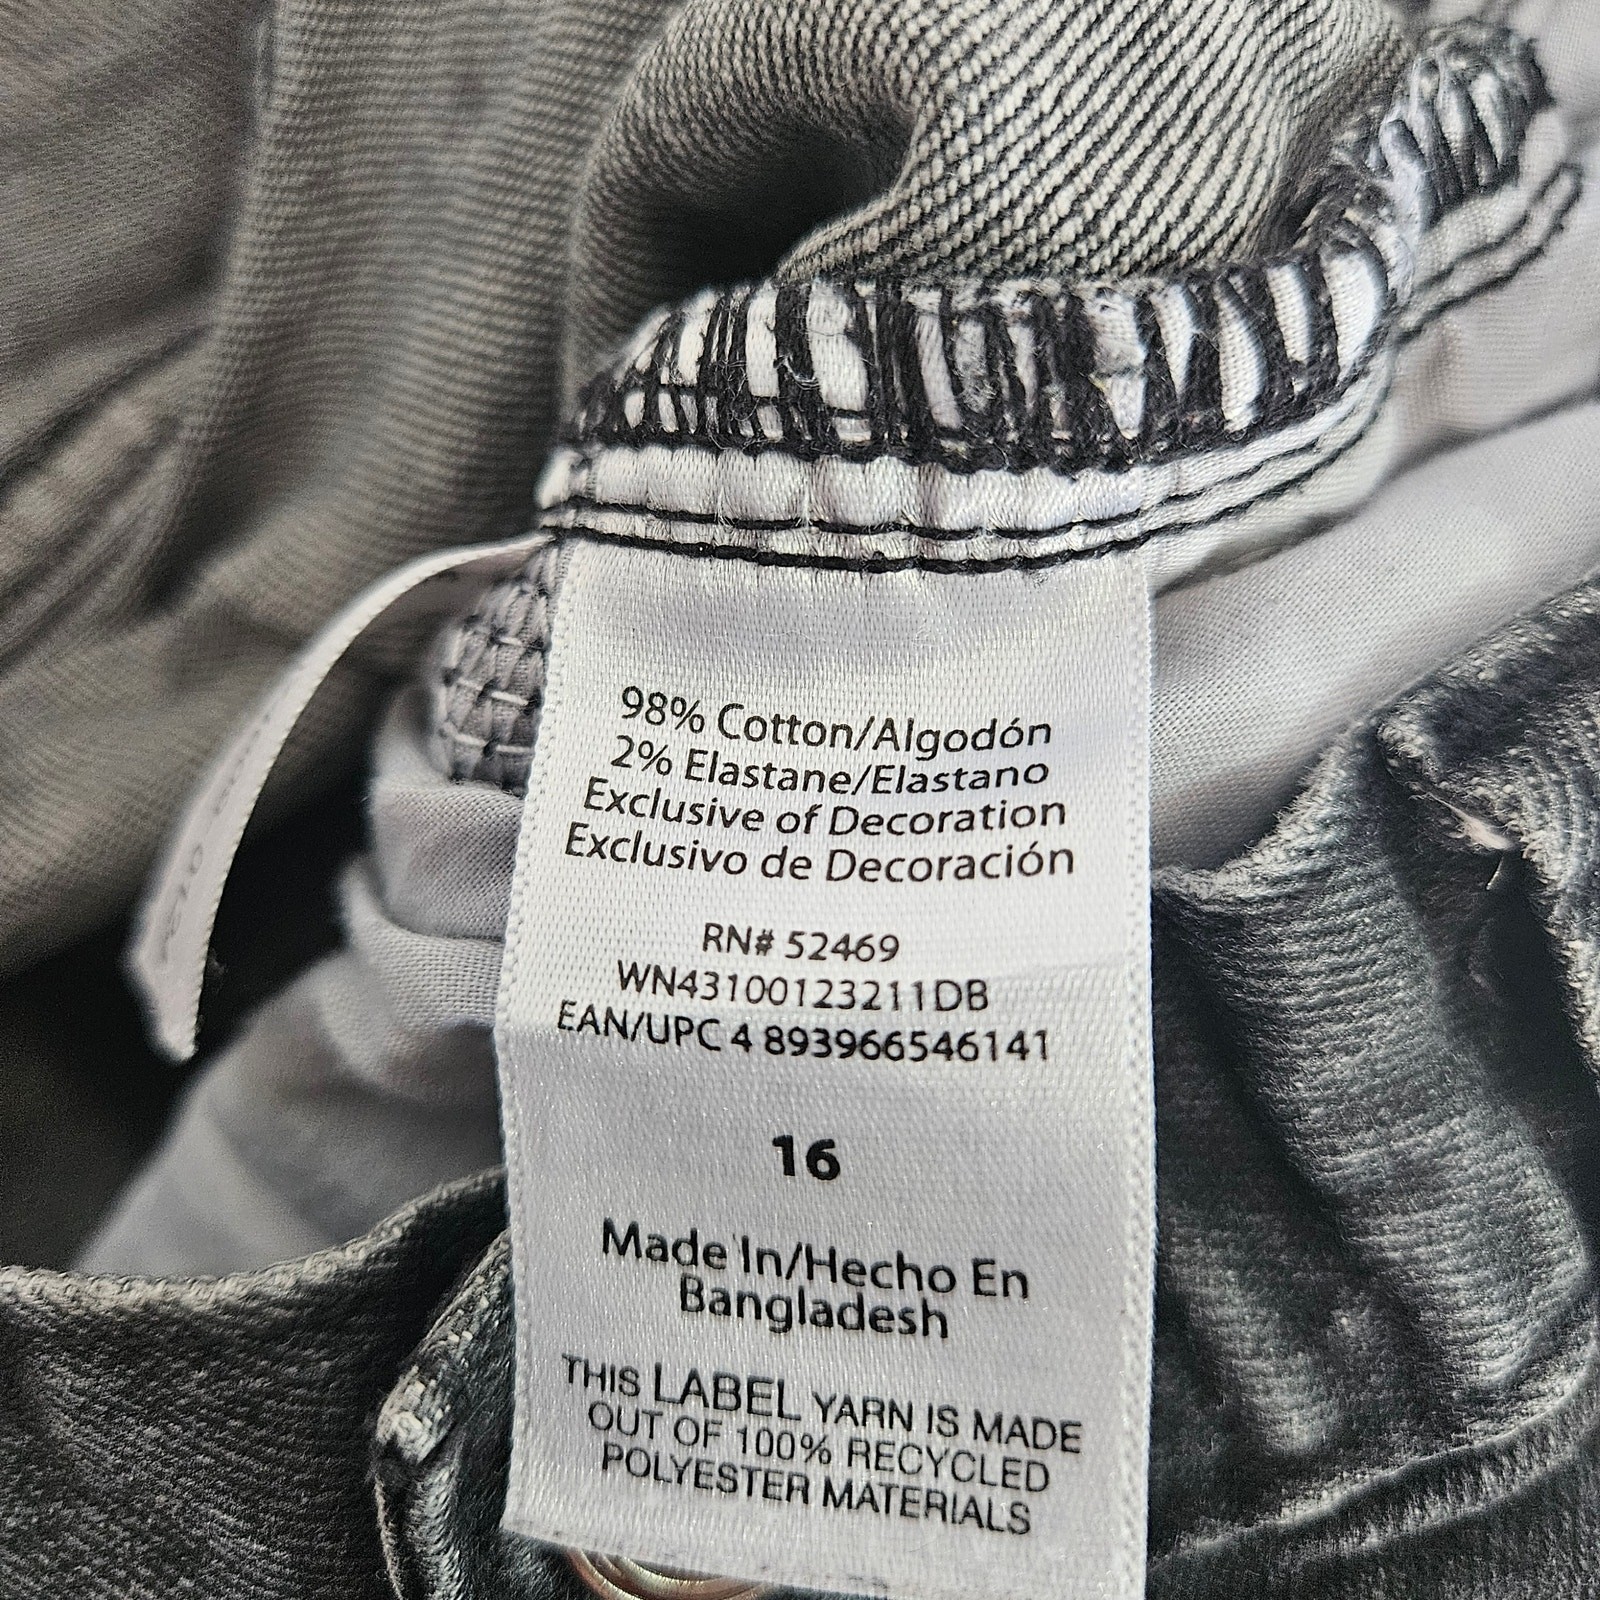 98% Cotton/Algodón
2% Elastane/Elastano
Exclusive of Decoration
Exclusivo de Decoración
RN# 52469
WN43100123211DB
EAN/UPC 4 893966546141
16
Made In/Hecho En
Bangladesh
THIS LABEL YARN IS MADE
OUT OF 100% RECYCLED
POLYESTER MATERIALS